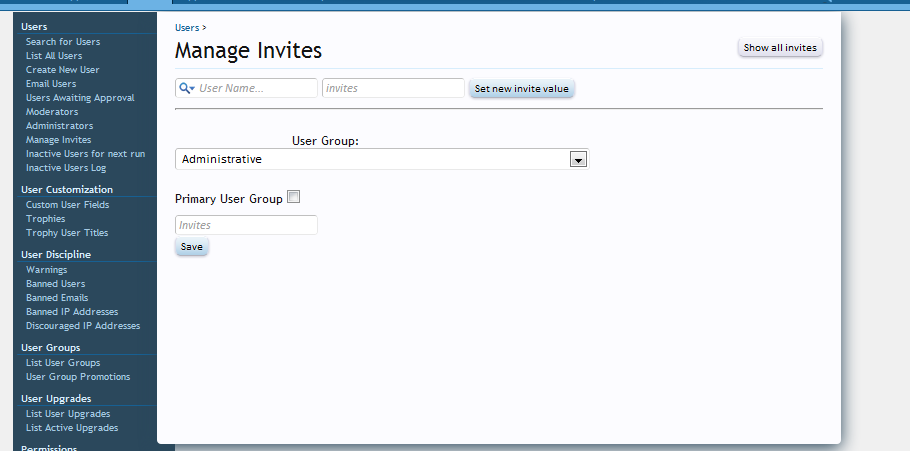 Users
Search for Users
List All Users
Create New User
Email Users
Users Awaiting Approval
Moderators
Administrators
Manage Invites
Inactive Users for next run
Inactive Users Log
User Customization
Custom User Fields
Trophies
Trophy User Titles
User Discipline
Warnings
Banned Users
Banned Emails
Banned IP Addresses
Discouraged IP Addresses
User Groups
List User Groups
User Group Promotions
User Upgrades
List User Upgrades
List Active Upgrades
Permissions
Users >
Manage Invites
Show all invites
User Name...
invites
Set new invite value
User Group:
Administrative
Primary User Group
Invites
Save